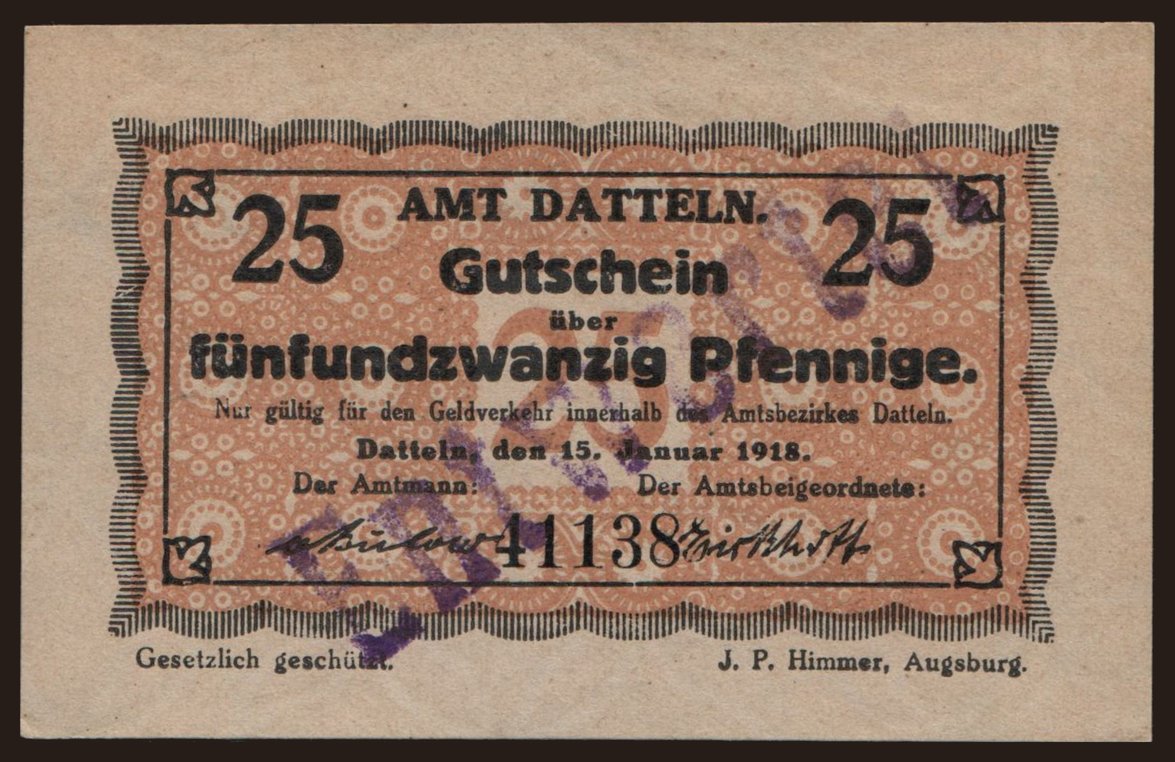 25 AMT DATTELN. 25
Gutschein
über
fünfundzwanzig Pfennige.
Nur gültig für den Geldverkehr innerhalb des Amtsbezirkes Datteln.
Datteln, den 15. Januar 1918.
Der Amtmann: Der Amtsbeigeordnete:
41138
Gesetzlich geschützt. J. P. Himmer, Augsburg.